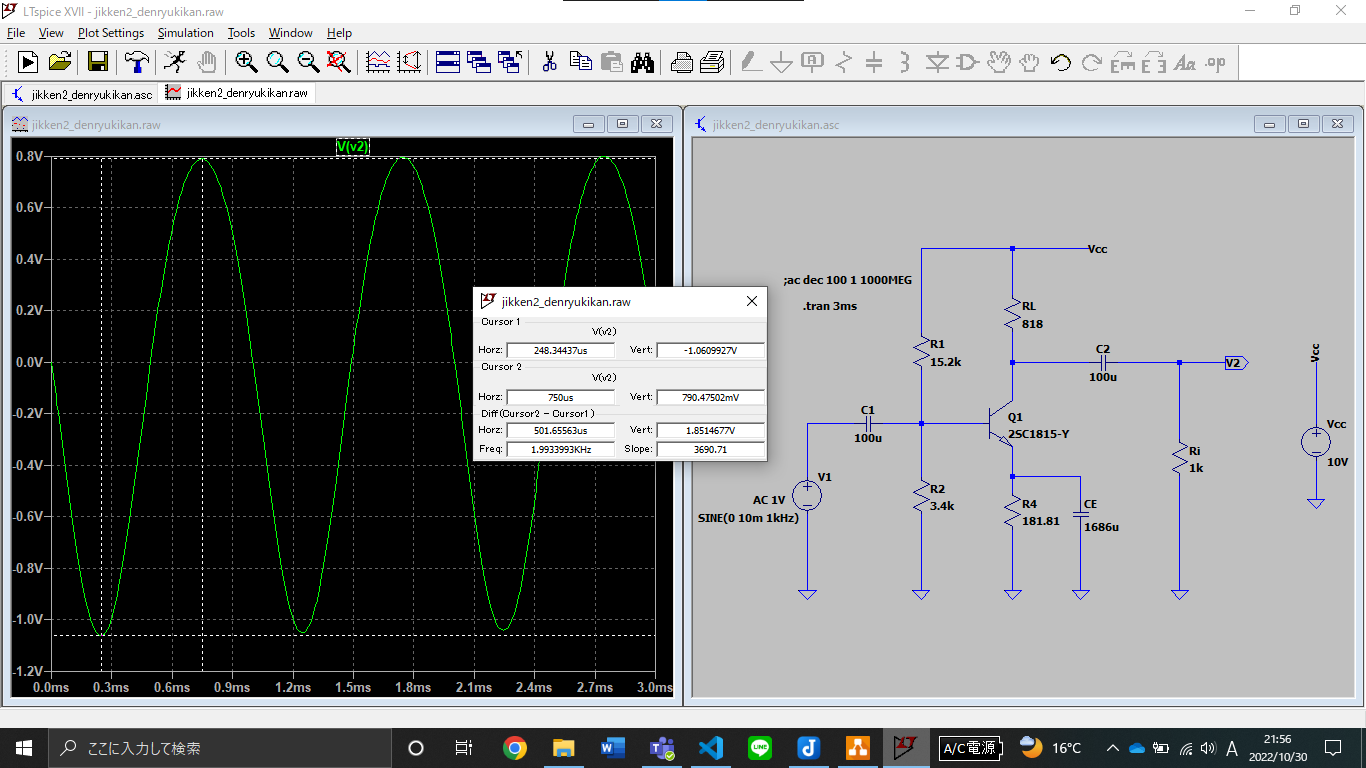 LTspice XVII - jikken2_denryukikan.raw
File View Plot Settings Simulation Tools Window Help
jikken2_denryukikan.asc jikken2_denryukikan.raw
jikken2_denryukikan.raw
V(v2)
0.8V
0.6V
0.4V
0.2V
0.0V
-0.2V
-0.4V
-0.6V
-0.8V
-1.0V
-1.2V
0.0ms 0.3ms 0.6ms 0.9ms 1.2ms 1.5ms 1.8ms 2.1ms 2.4ms 2.7ms 3.0ms
jikken2_denryukikan.raw
Cursor 1
V(v2)
Horz: 248.34437us Vert: -1.0609927V
Cursor 2
V(v2)
Horz: 750us Vert: 790.47502mV
Diff(Cursor2 - Cursor1)
Horz: 501.65563us Vert: 1.8514677V
Freq: 1.9933993KHz Slope: 3690.71
jikken2_denryukikan.asc
Vcc
;ac dec 100 1 1000MEG
.tran 3ms
RL
818
R1
15.2k
C2
100u
V2
Vcc
C1
100u
Q1
2SC1815-Y
Vcc
10V
Ri
1k
V1
AC 1V
SINE(0 10m 1kHz)
R2
3.4k
R4
181.81
CE
1686u
ここに入力して検索
A/C電源
16°C
A
21:56
2022/10/30